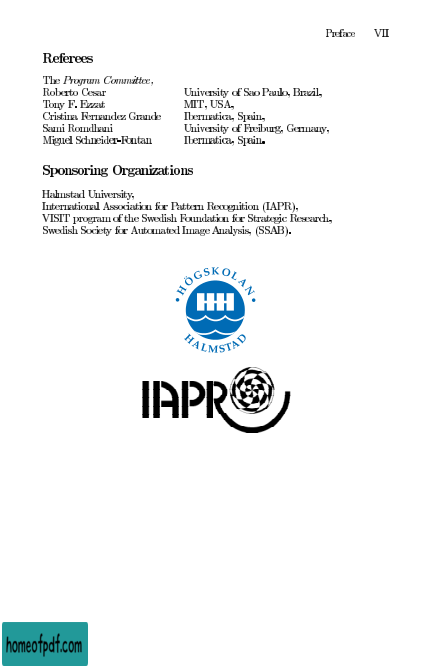 Preface VII
Referees
The Program Committee,
Roberto Cesar University of Sao Paulo, Brazil,
Tony F. Ezzat MIT, USA,
Cristina Fernandez Grande Ibermatica, Spain,
Sami Romdhani University of Freiburg, Germany,
Miguel Schneider-Fontan Ibermatica, Spain.
Sponsoring Organizations
Halmstad University,
International Association for Pattern Recognition (IAPR),
VISIT program of the Swedish Foundation for Strategic Research,
Swedish Society for Automated Image Analysis, (SSAB).
HÖGSKOLAN
HALMSTAD
IAPR
homeofpdf.com